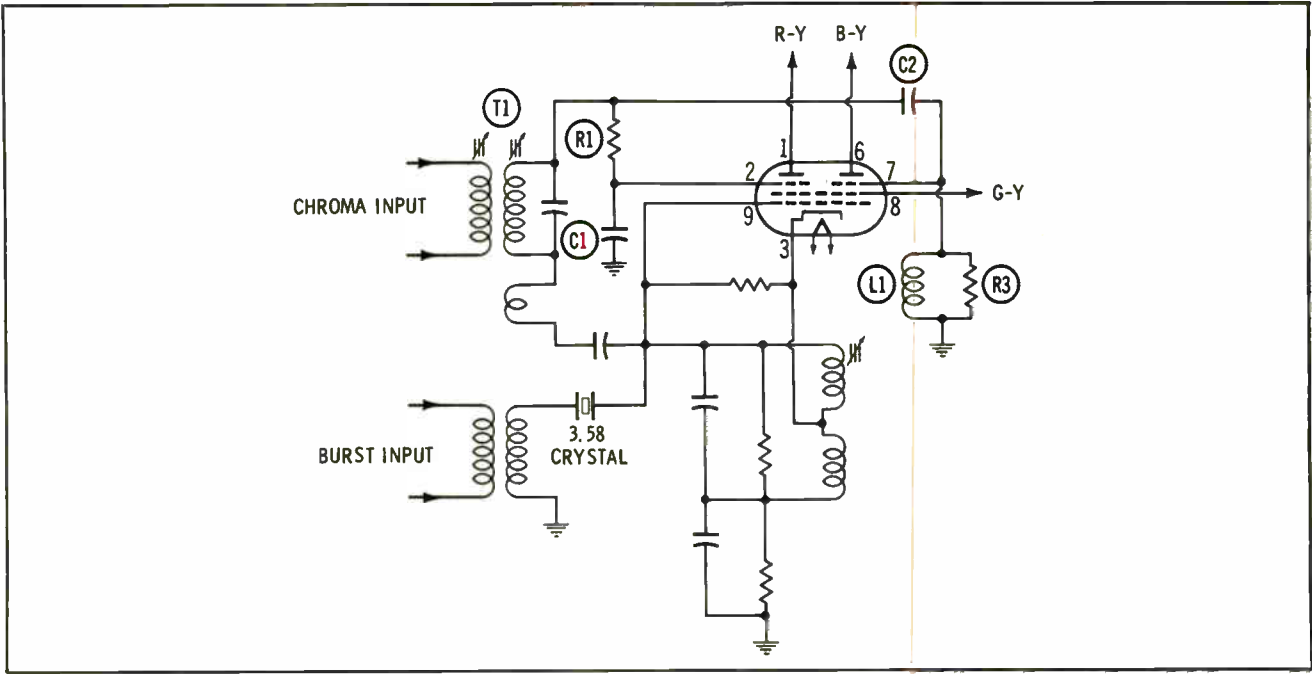 R-Y B-Y
C2
T1
R1
1 6
2 7
CHROMA INPUT
9 8 G-Y
C1
3
L1 R3
3.58
BURST INPUT CRYSTAL